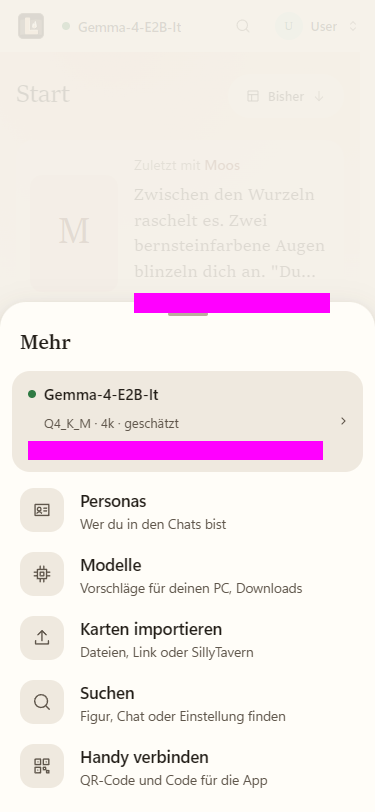 Gemma-4-E2B-It
U
User
Start
Bisher
Zuletzt mit Moos
M
Zwischen den Wurzeln
raschelt es. Zwei
bernsteinfarbene Augen
blinzeln dich an. "Du...
Mehr
Gemma-4-E2B-It
Q4_K_M · 4k · geschätzt
Personas
Wer du in den Chats bist
Modelle
Vorschläge für deinen PC, Downloads
Karten importieren
Dateien, Link oder SillyTavern
Suchen
Figur, Chat oder Einstellung finden
Handy verbinden
QR-Code und Code für die App